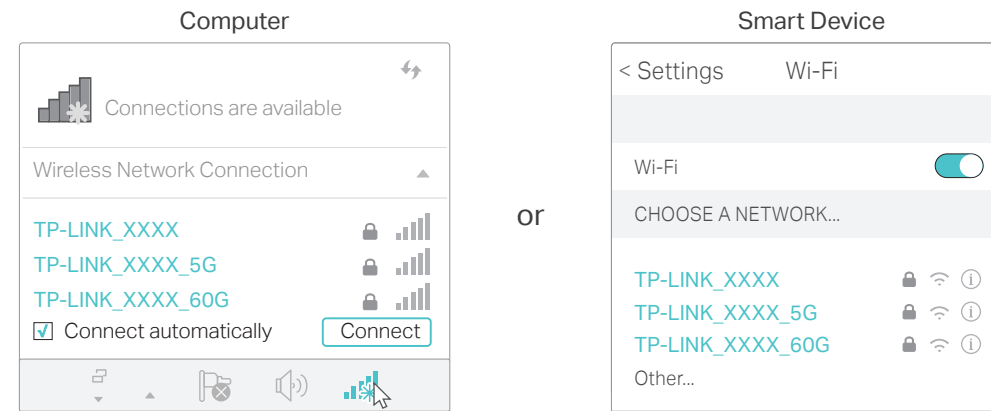 Computer
Connections are available
Wireless Network Connection
TP-LINK_XXXX
TP-LINK_XXXX_5G
TP-LINK_XXXX_60G
Connect automatically Connect
or
Smart Device
< Settings Wi-Fi
Wi-Fi
CHOOSE A NETWORK...
TP-LINK_XXXX
TP-LINK_XXXX_5G
TP-LINK_XXXX_60G
Other...